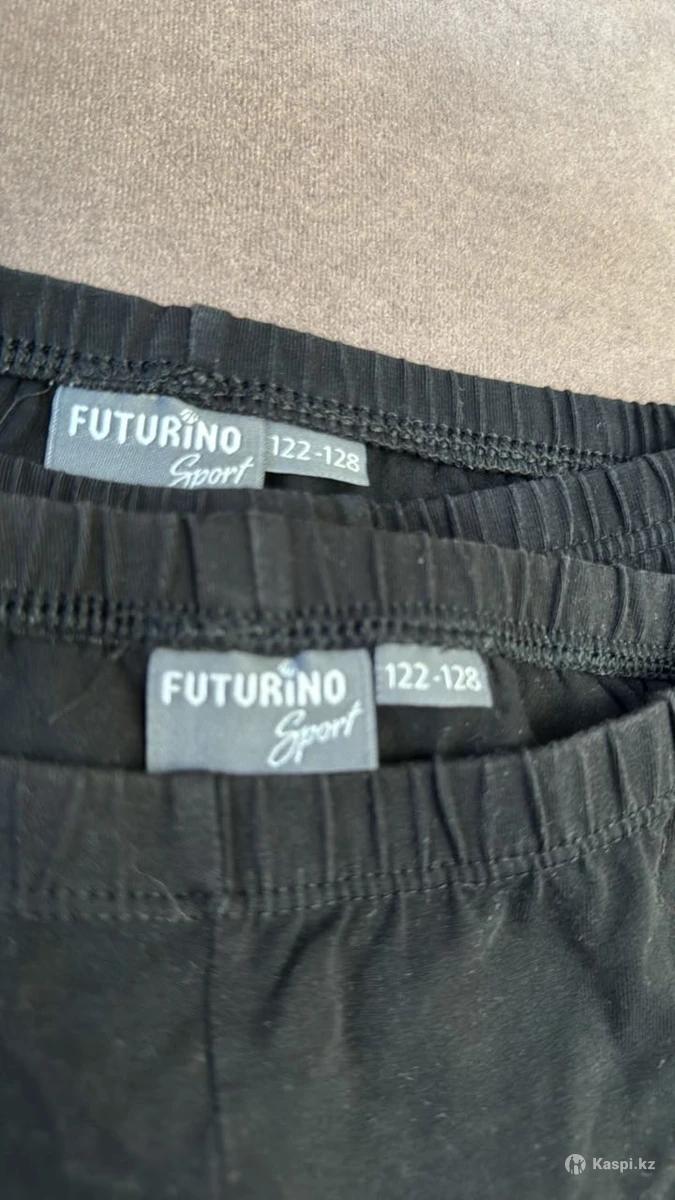 FUTURINO
Sport
122-128
FUTURINO
Sport
122-128
Kaspi.kz